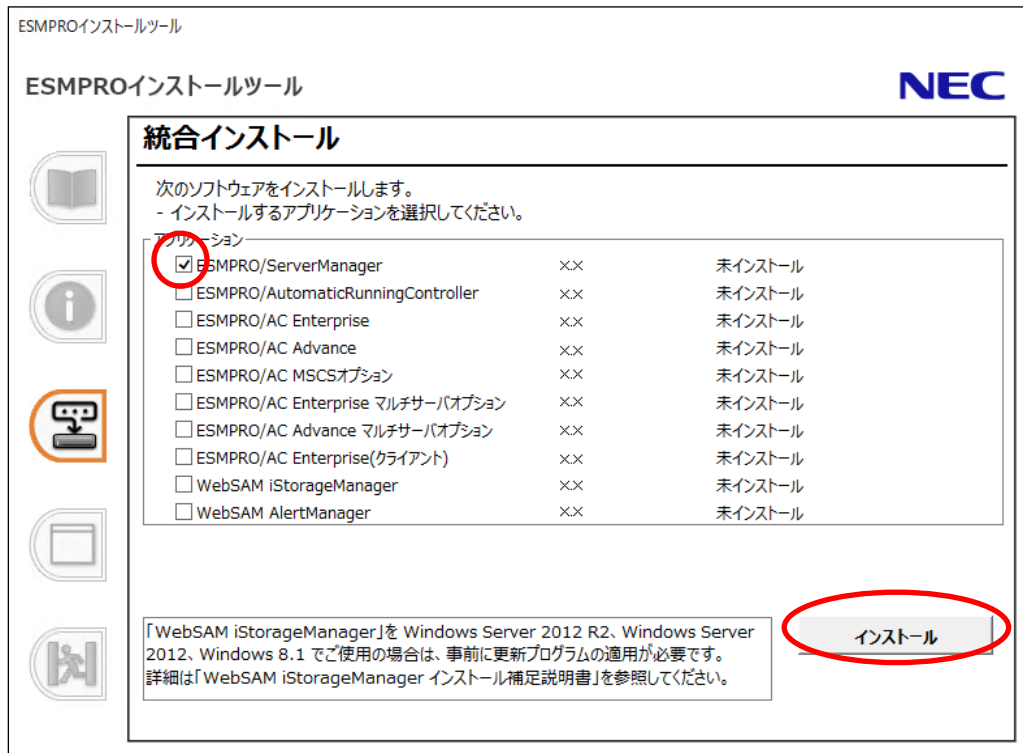 ESMPROインストールツール
ESMPROインストールツール
NEC
統合インストール
次のソフトウェアをインストールします。
- インストールするアプリケーションを選択してください。
アプリケーション
ESMPRO/ServerManager X.X 未インストール
ESMPRO/AutomaticRunningController X.X 未インストール
ESMPRO/AC Enterprise X.X 未インストール
ESMPRO/AC Advance X.X 未インストール
ESMPRO/AC MSCSオプション X.X 未インストール
ESMPRO/AC Enterprise マルチサーバオプション X.X 未インストール
ESMPRO/AC Advance マルチサーバオプション X.X 未インストール
ESMPRO/AC Enterprise(クライアント) X.X 未インストール
WebSAM iStorageManager X.X 未インストール
WebSAM AlertManager X.X 未インストール
「WebSAM iStorageManager」を Windows Server 2012 R2、Windows Server
2012、Windows 8.1 でご使用の場合は、事前に更新プログラムの適用が必要です。
詳細は「WebSAM iStorageManager インストール補足説明書」を参照してください。
インストール